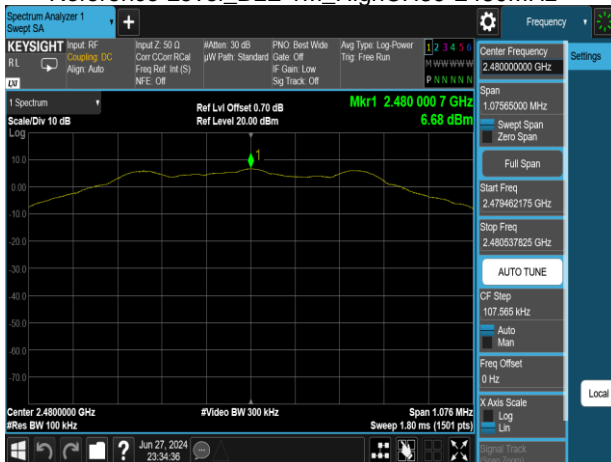 Spectrum Analyzer 1
Swept SA
+
Frequency
KEYSIGHT
RL
LXI
Input: RF
Coupling: DC
Align: Auto
Input Z: 50 Ω
Corr CCorr RCal
Freq Ref: Int (S)
NFE: Off
#Atten: 30 dB
µW Path: Standard
PNO: Best Wide
Gate: Off
IF Gain: Low
Sig Track: Off
Avg Type: Log-Power
Trig: Free Run
1 2 3 4 5 6
M W W W W W
P N N N N N
1 Spectrum
Scale/Div 10 dB
Log
Ref Lvl Offset 0.70 dB
Ref Level 20.00 dBm
Mkr1 2.480 000 7 GHz
6.68 dBm
1
10.0
0.00
-10.0
-20.0
-30.0
-40.0
-50.0
-60.0
-70.0
Center 2.4800000 GHz
#Res BW 100 kHz
#Video BW 300 kHz
Span 1.076 MHz
Sweep 1.80 ms (1501 pts)
Center Frequency
2.480000000 GHz
Settings
Span
1.07565000 MHz
Swept Span
Zero Span
Full Span
Start Freq
2.479462175 GHz
Stop Freq
2.480537825 GHz
AUTO TUNE
CF Step
107.565 kHz
Auto
Man
Freq Offset
0 Hz
X Axis Scale
Log
Lin
Local
Signal Track
(Span Zoom)
?
Jun 27, 2024
23:34:36